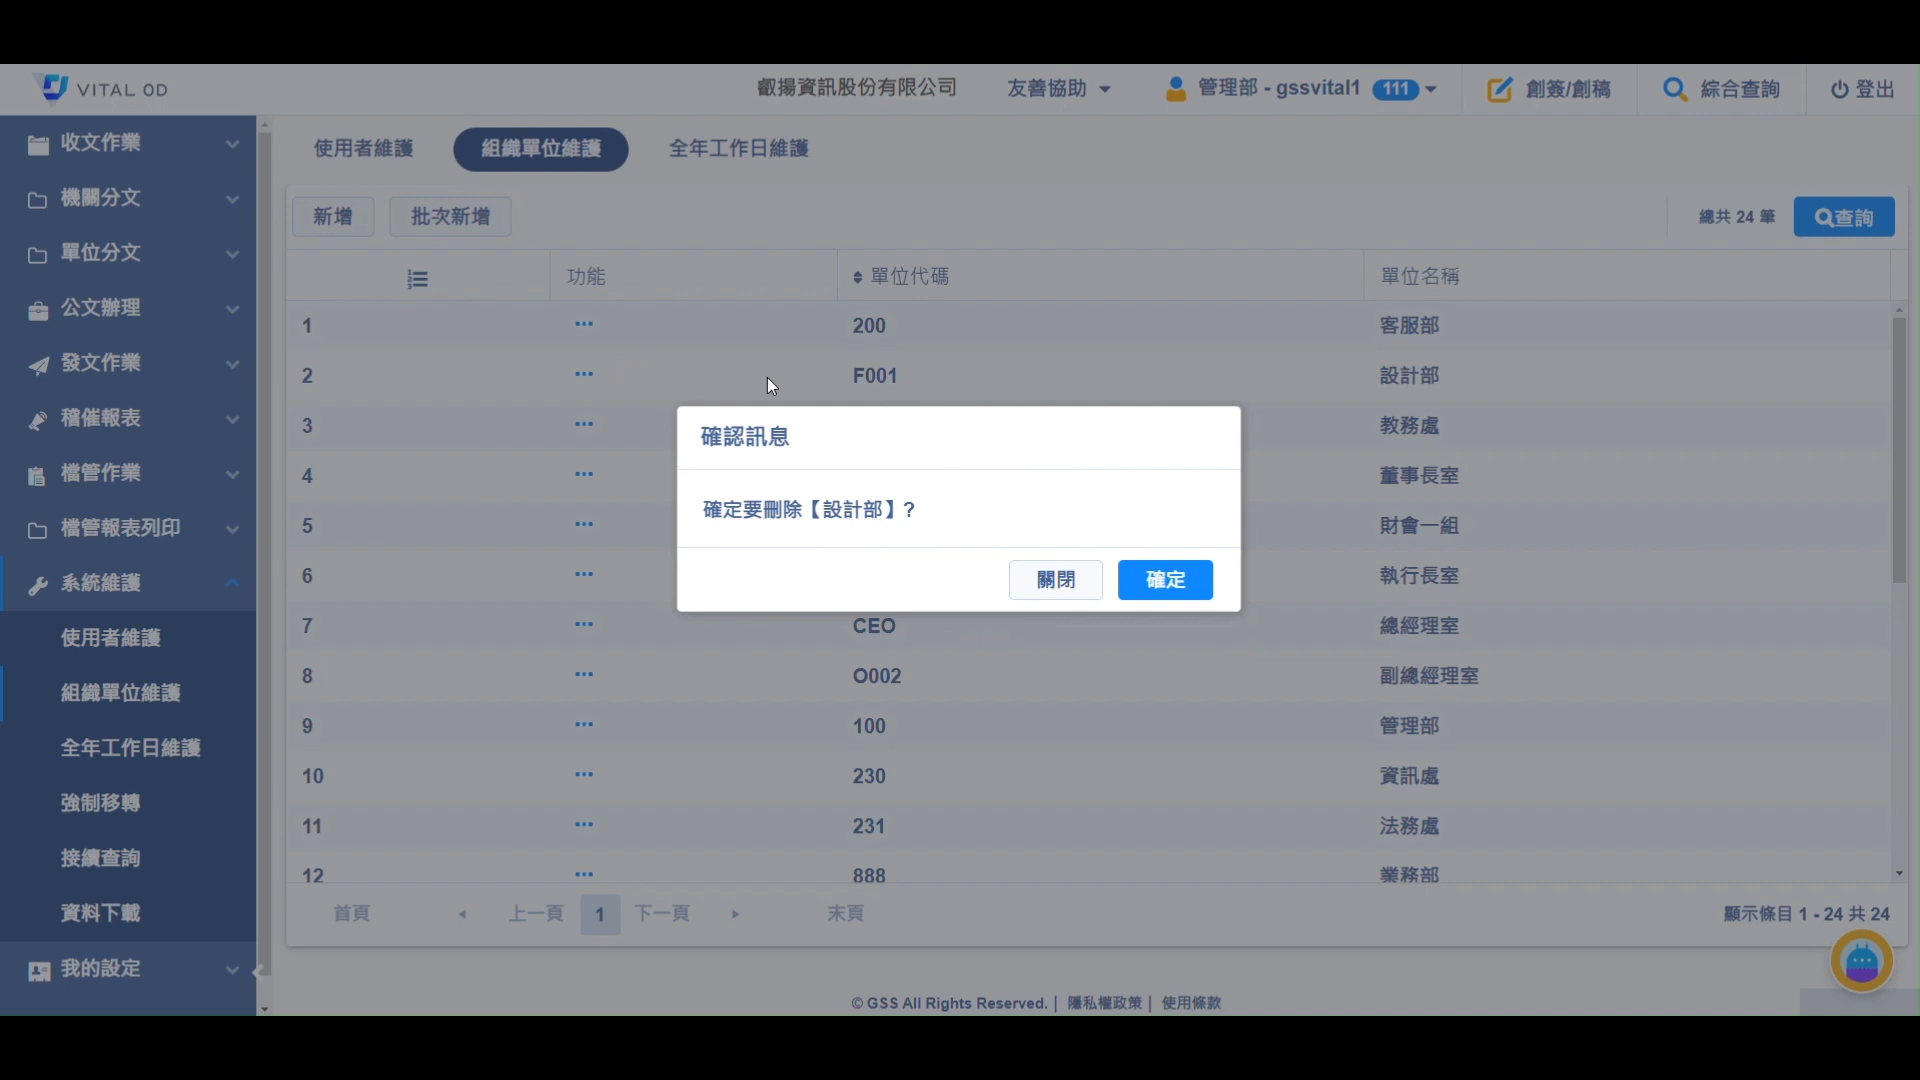 VITAL OD
叡揚資訊股份有限公司
友善協助
管理部 - gssvital1 111
創簽/創稿
綜合查詢
登出
收文作業
機關分文
單位分文
公文辦理
發文作業
稽催報表
檔管作業
檔管報表列印
系統維護
使用者維護
組織單位維護
全年工作日維護
強制移轉
接續查詢
資料下載
我的設定
使用者維護 組織單位維護 全年工作日維護
新增 批次新增 總共 24 筆 查詢
功能 單位代碼 單位名稱
1 ... 200 客服部
2 ... F001 設計部
3 ... 教務處
4 ... 董事長室
5 ... 財會一組
6 ... 執行長室
7 ... CEO 總經理室
8 ... O002 副總經理室
9 ... 100 管理部
10 ... 230 資訊處
11 ... 231 法務處
12 ... 888 業務部
確認訊息
確定要刪除【設計部】?
關閉 確定
首頁 上一頁 1 下一頁 末頁 顯示條目 1 - 24 共 24
© GSS All Rights Reserved. | 隱私權政策 | 使用條款